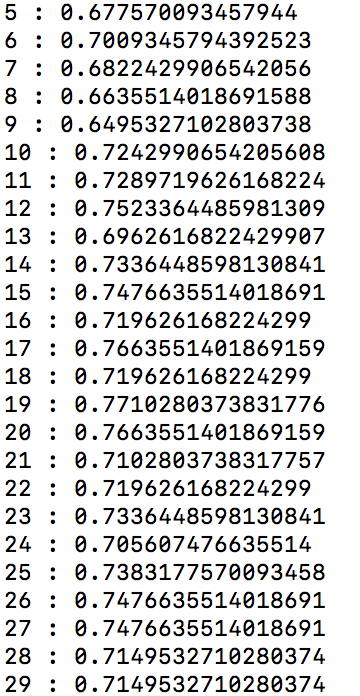 5 : 0.677570093457944
6 : 0.7009345794392523
7 : 0.6822429906542056
8 : 0.6635514018691588
9 : 0.6495327102803738
10 : 0.7242990654205608
11 : 0.7289719626168224
12 : 0.7523364485981309
13 : 0.6962616822429907
14 : 0.7336448598130841
15 : 0.7476635514018691
16 : 0.719626168224299
17 : 0.7663551401869159
18 : 0.719626168224299
19 : 0.7710280373831776
20 : 0.7663551401869159
21 : 0.7102803738317757
22 : 0.719626168224299
23 : 0.7336448598130841
24 : 0.705607476635514
25 : 0.7383177570093458
26 : 0.7476635514018691
27 : 0.7476635514018691
28 : 0.7149532710280374
29 : 0.7149532710280374